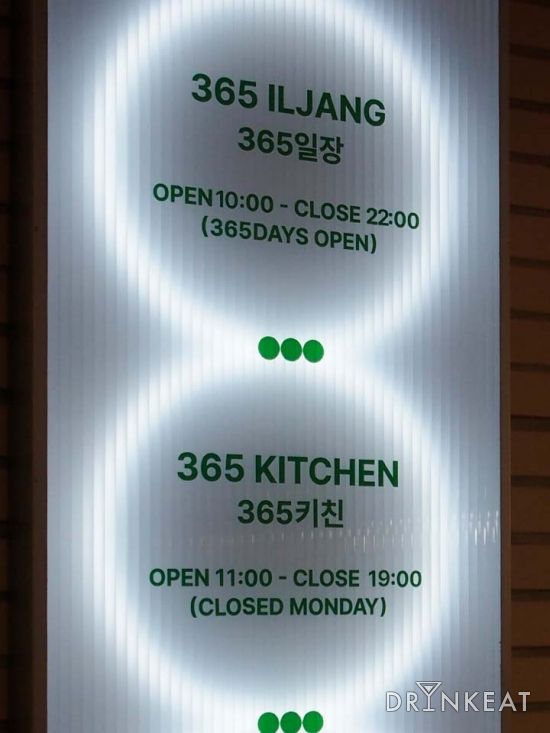 365 ILJANG
365일장
OPEN 10:00 - CLOSE 22:00
(365DAYS OPEN)
365 KITCHEN
365키친
OPEN 11:00 - CLOSE 19:00
(CLOSED MONDAY)
DRINKEAT